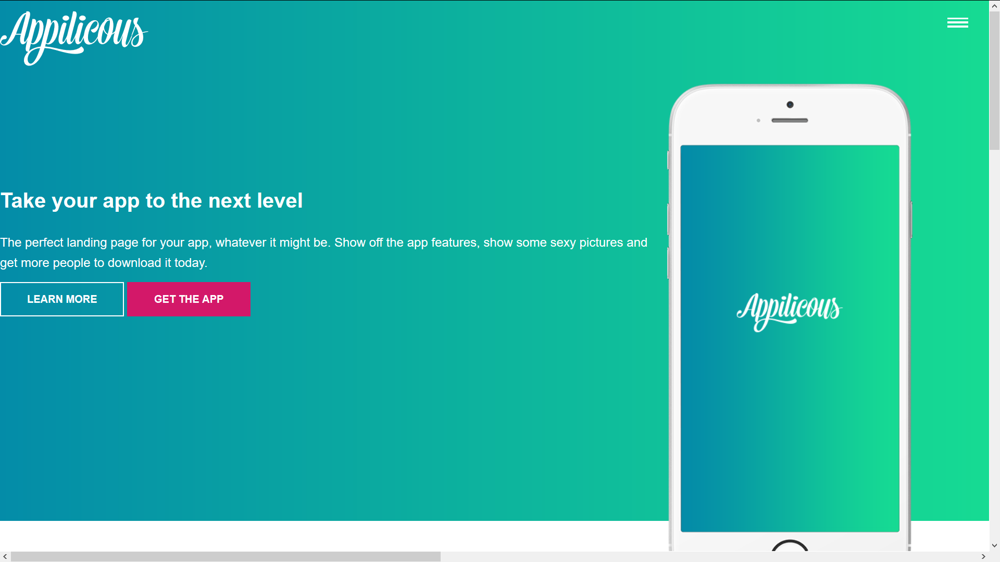 Appilicous
Take your app to the next level
The perfect landing page for your app, whatever it might be. Show off the app features, show some sexy pictures and
get more people to download it today.
LEARN MORE
GET THE APP
Appilicous